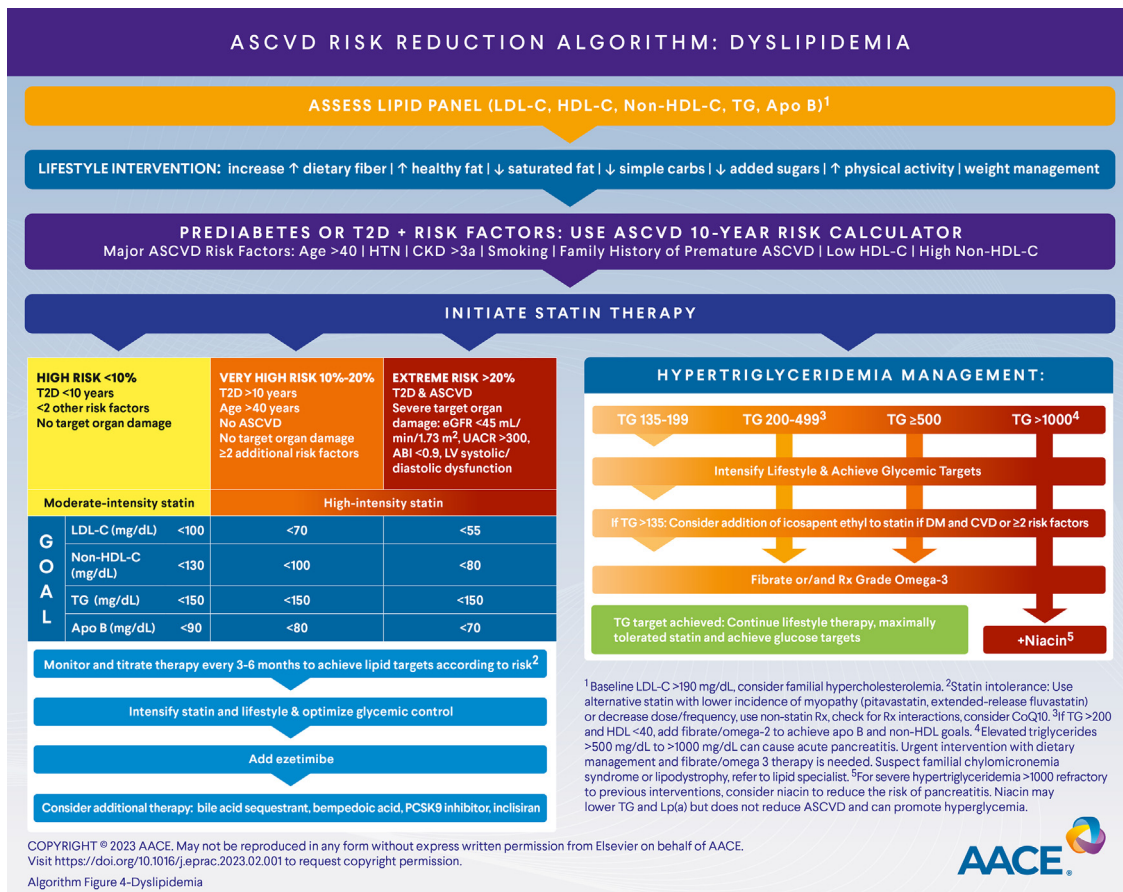 ASCVD RISK REDUCTION ALGORITHM: DYSLIPIDEMIA
ASSESS LIPID PANEL (LDL-C, HDL-C, Non-HDL-C, TG, Apo B)1
LIFESTYLE INTERVENTION: increase ↑ dietary fiber | ↑ healthy fat | ↓ saturated fat | ↓ simple carbs | ↓ added sugars | ↑ physical activity | weight management
PREDIABETES OR T2D + RISK FACTORS: USE ASCVD 10-YEAR RISK CALCULATOR
Major ASCVD Risk Factors: Age >40 | HTN | CKD >3a | Smoking | Family History of Premature ASCVD | Low HDL-C | High Non-HDL-C
INITIATE STATIN THERAPY
HIGH RISK <10%
T2D <10 years
<2 other risk factors
No target organ damage
VERY HIGH RISK 10%-20%
T2D >10 years
Age >40 years
No ASCVD
No target organ damage
≥2 additional risk factors
EXTREME RISK >20%
T2D & ASCVD
Severe target organ
damage: eGFR <45 mL/
min/1.73 m2, UACR >300,
ABI <0.9, LV systolic/
diastolic dysfunction
Moderate-intensity statin
High-intensity statin
GOAL
LDL-C (mg/dL) <100 <70 <55
Non-HDL-C
(mg/dL) <130 <100 <80
TG (mg/dL) <150 <150 <150
Apo B (mg/dL) <90 <80 <70
Monitor and titrate therapy every 3-6 months to achieve lipid targets according to risk2
Intensify statin and lifestyle & optimize glycemic control
Add ezetimibe
Consider additional therapy: bile acid sequestrant, bempedoic acid, PCSK9 inhibitor, inclisiran
HYPERTRIGLYCERIDEMIA MANAGEMENT:
TG 135-199 TG 200-4993 TG ≥500 TG >10004
Intensify Lifestyle & Achieve Glycemic Targets
If TG >135: Consider addition of icosapent ethyl to statin if DM and CVD or ≥2 risk factors
Fibrate or/and Rx Grade Omega-3
TG target achieved: Continue lifestyle therapy, maximally
tolerated statin and achieve glucose targets
+Niacin5
1Baseline LDL-C >190 mg/dL, consider familial hypercholesterolemia. 2Statin intolerance: Use
alternative statin with lower incidence of myopathy (pitavastatin, extended-release fluvastatin)
or decrease dose/frequency, use non-statin Rx, check for Rx interactions, consider CoQ10. 3If TG >200
and HDL <40, add fibrate/omega-2 to achieve apo B and non-HDL goals. 4Elevated triglycerides
>500 mg/dL to >1000 mg/dL can cause acute pancreatitis. Urgent intervention with dietary
management and fibrate/omega 3 therapy is needed. Suspect familial chylomicronemia
syndrome or lipodystrophy, refer to lipid specialist. 5For severe hypertriglyceridemia >1000 refractory
to previous interventions, consider niacin to reduce the risk of pancreatitis. Niacin may
lower TG and Lp(a) but does not reduce ASCVD and can promote hyperglycemia.
COPYRIGHT © 2023 AACE. May not be reproduced in any form without express written permission from Elsevier on behalf of AACE.
Visit https://doi.org/10.1016/j.eprac.2023.02.001 to request copyright permission.
Algorithm Figure 4-Dyslipidemia
AACE®